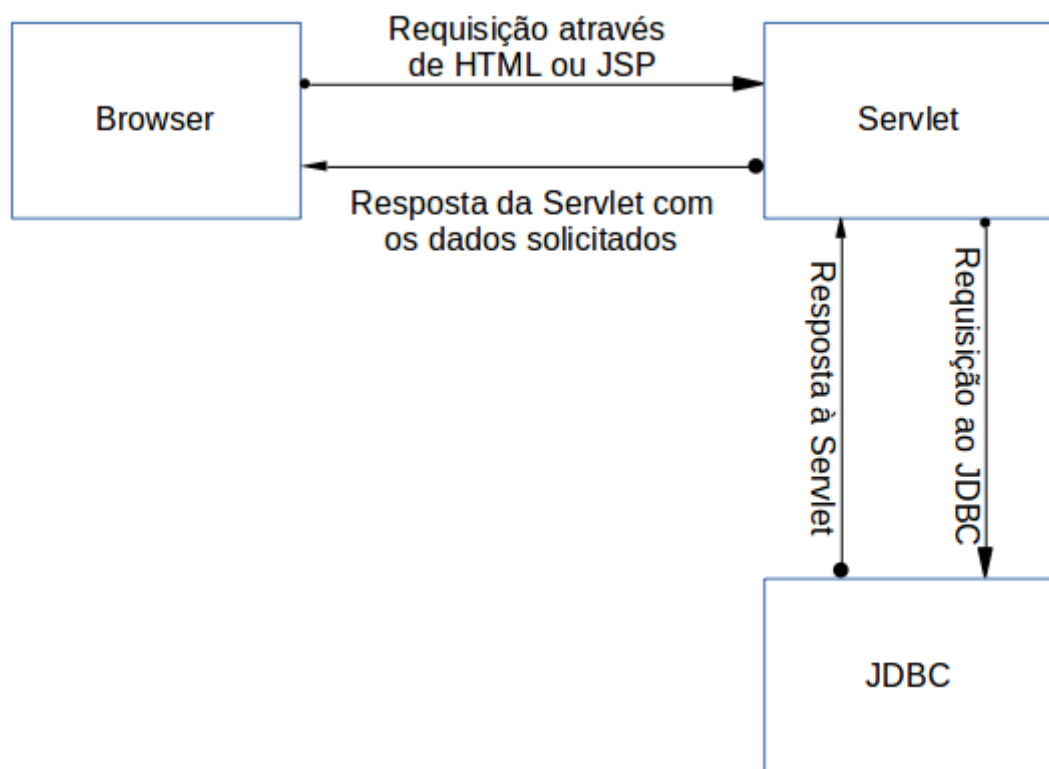 Requisição através
de HTML ou JSP
Browser
Servlet
Resposta da Servlet com
os dados solicitados
Resposta à Servlet
Requisição ao JDBC
JDBC